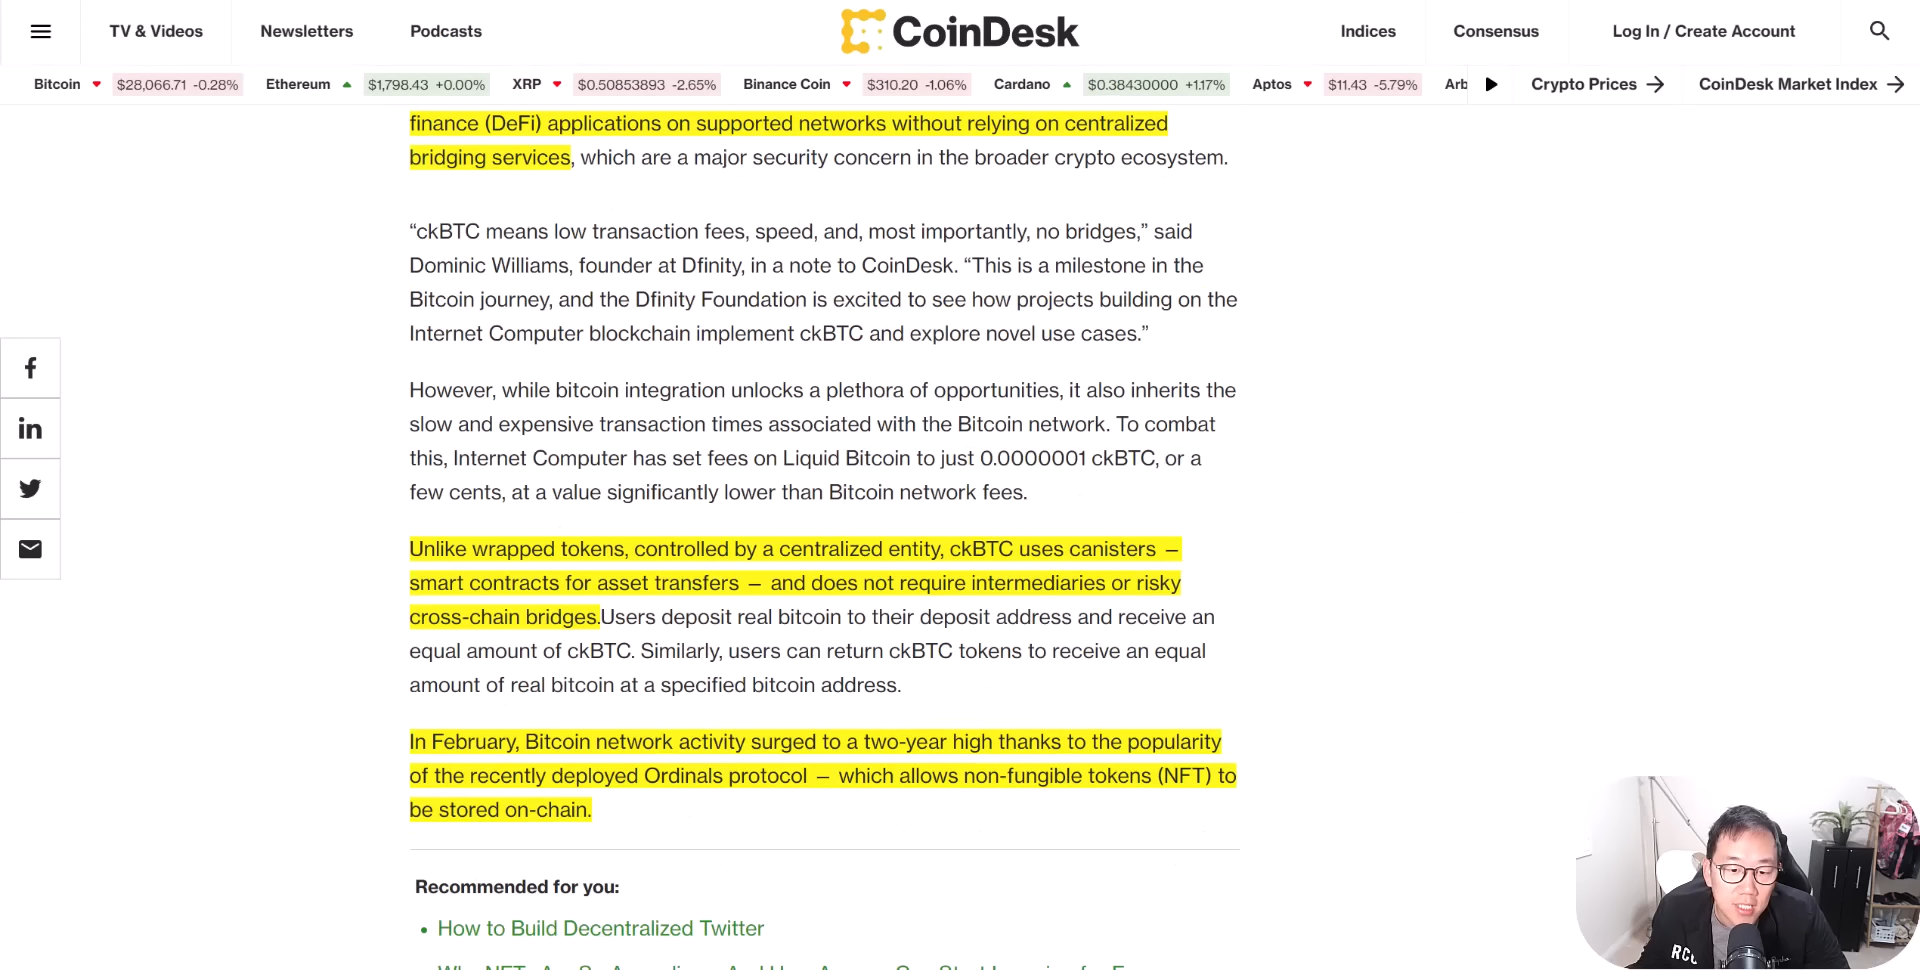 TV & Videos
Newsletters
Podcasts
CoinDesk
Indices
Consensus
Log In / Create Account
Bitcoin $28,066.71 -0.28% Ethereum $1,798.43 +0.00% XRP $0.50853893 -2.65% Binance Coin $310.20 -1.06% Cardano $0.38430000 +1.17% Aptos $11.43 -5.79% Arb
Crypto Prices → CoinDesk Market Index →
finance (DeFi) applications on supported networks without relying on centralized
bridging services, which are a major security concern in the broader crypto ecosystem.
“ckBTC means low transaction fees, speed, and, most importantly, no bridges,” said
Dominic Williams, founder at Dfinity, in a note to CoinDesk. “This is a milestone in the
Bitcoin journey, and the Dfinity Foundation is excited to see how projects building on the
Internet Computer blockchain implement ckBTC and explore novel use cases.”
However, while bitcoin integration unlocks a plethora of opportunities, it also inherits the
slow and expensive transaction times associated with the Bitcoin network. To combat
this, Internet Computer has set fees on Liquid Bitcoin to just 0.0000001 ckBTC, or a
few cents, at a value significantly lower than Bitcoin network fees.
Unlike wrapped tokens, controlled by a centralized entity, ckBTC uses canisters —
smart contracts for asset transfers — and does not require intermediaries or risky
cross-chain bridges.Users deposit real bitcoin to their deposit address and receive an
equal amount of ckBTC. Similarly, users can return ckBTC tokens to receive an equal
amount of real bitcoin at a specified bitcoin address.
In February, Bitcoin network activity surged to a two-year high thanks to the popularity
of the recently deployed Ordinals protocol — which allows non-fungible tokens (NFT) to
be stored on-chain.
Recommended for you:
• How to Build Decentralized Twitter